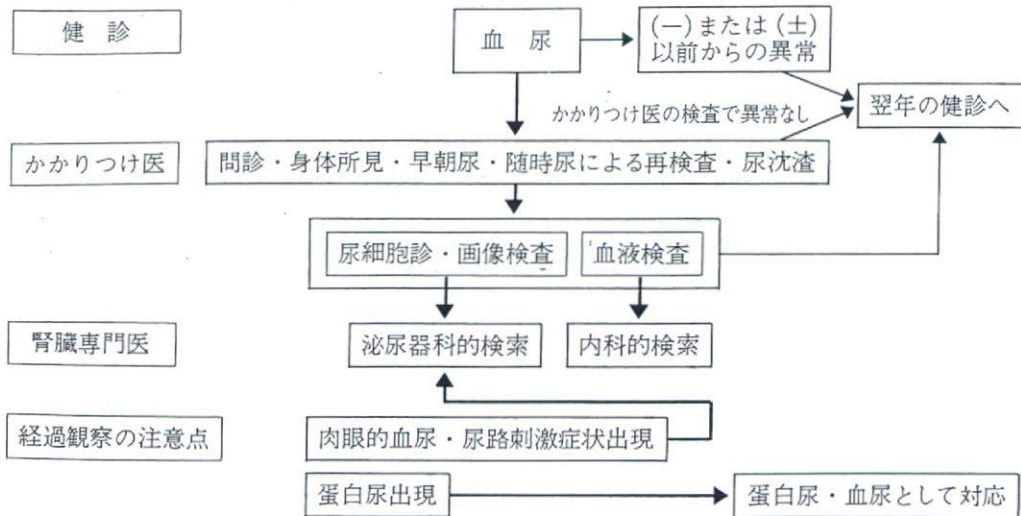 健 診
血 尿
(−)または(±)
以前からの異常
翌年の健診へ
かかりつけ医の検査で異常なし
かかりつけ医
問診・身体所見・早朝尿・随時尿による再検査・尿沈渣
尿細胞診・画像検査
血液検査
腎臓専門医
泌尿器科的検索
内科的検索
経過観察の注意点
肉眼的血尿・尿路刺激症状出現
蛋白尿出現
蛋白尿・血尿として対応